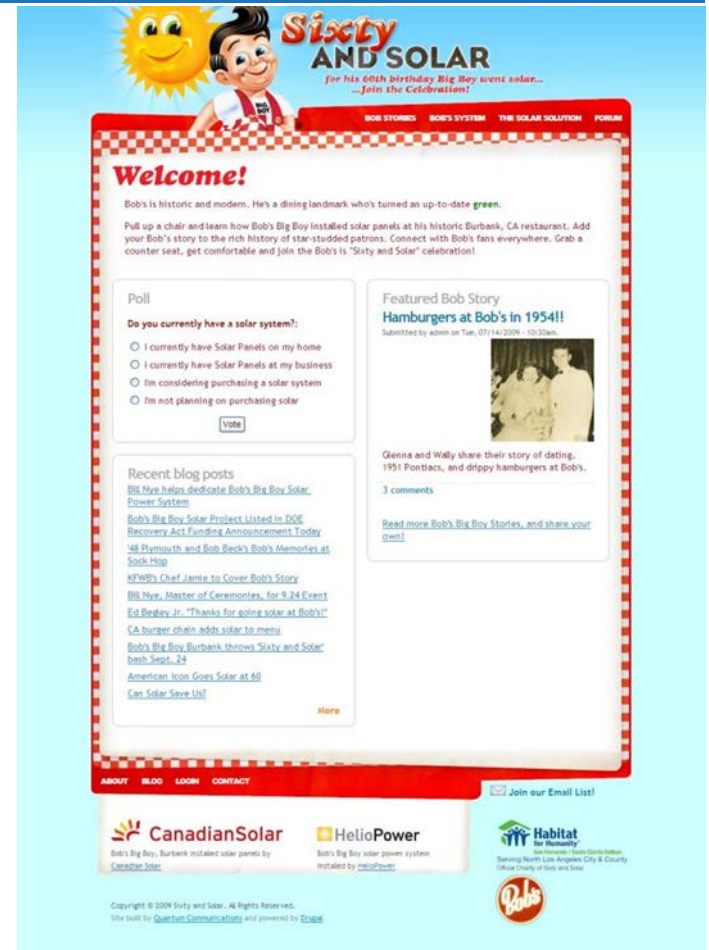 Sixty
AND SOLAR
for his 60th birthday Big Boy went solar...
...Join the Celebration!
BIG
BOY
BOB STORIES BOB'S SYSTEM THE SOLAR SOLUTION FORUM
Welcome!
Bob's is historic and modern. He's a dining landmark who's turned an up-to-date green.
Pull up a chair and learn how Bob's Big Boy installed solar panels at his historic Burbank, CA restaurant. Add
your Bob's story to the rich history of star-studded patrons. Connect with Bob's fans everywhere. Grab a
counter seat, get comfortable and join the Bob's is "Sixty and Solar" celebration!
Poll
Do you currently have a solar system?:
I currently have Solar Panels on my home
I currently have Solar Panels at my business
I'm considering purchasing a solar system
I'm not planning on purchasing solar
Vote
Recent blog posts
Bill Nye helps dedicate Bob's Big Boy Solar
Power System
Bob's Big Boy Solar Project Listed in DOE
Recovery Act Funding Announcement Today
'48 Plymouth and Bob Beck's Bob's Memories at
Sock Hop
KFWB's Chef Jamie to Cover Bob's Story
Bill Nye, Master of Ceremonies, for 9.24 Event
Ed Begley Jr. "Thanks for going solar at Bob's!"
CA burger chain adds solar to menu
Bob's Big Boy Burbank throws 'Sixty and Solar'
bash Sept. 24
American Icon Goes Solar at 60
Can Solar Save Us?
More
Featured Bob Story
Hamburgers at Bob's in 1954!!
Submitted by admin on Tue, 07/14/2009 - 10:30am.
Glenna and Wally share their story of dating,
1951 Pontiacs, and drippy hamburgers at Bob's.
3 comments
Read more Bob's Big Boy Stories, and share your
own!
ABOUT BLOG LOGIN CONTACT
Join our Email List!
CanadianSolar
Bob's Big Boy, Burbank installed solar panels by
Canadian Solar
HelioPower
Bob's Big Boy solar power system
installed by HelioPower
Habitat
for Humanity
San Fernando / Santa Clarita Valleys
Serving North Los Angeles City & County
Official Charity of Sixty and Solar
Bob's
Copyright © 2009 Sixty and Solar. All Rights Reserved.
Site built by Quantum Communications and powered by Drupal